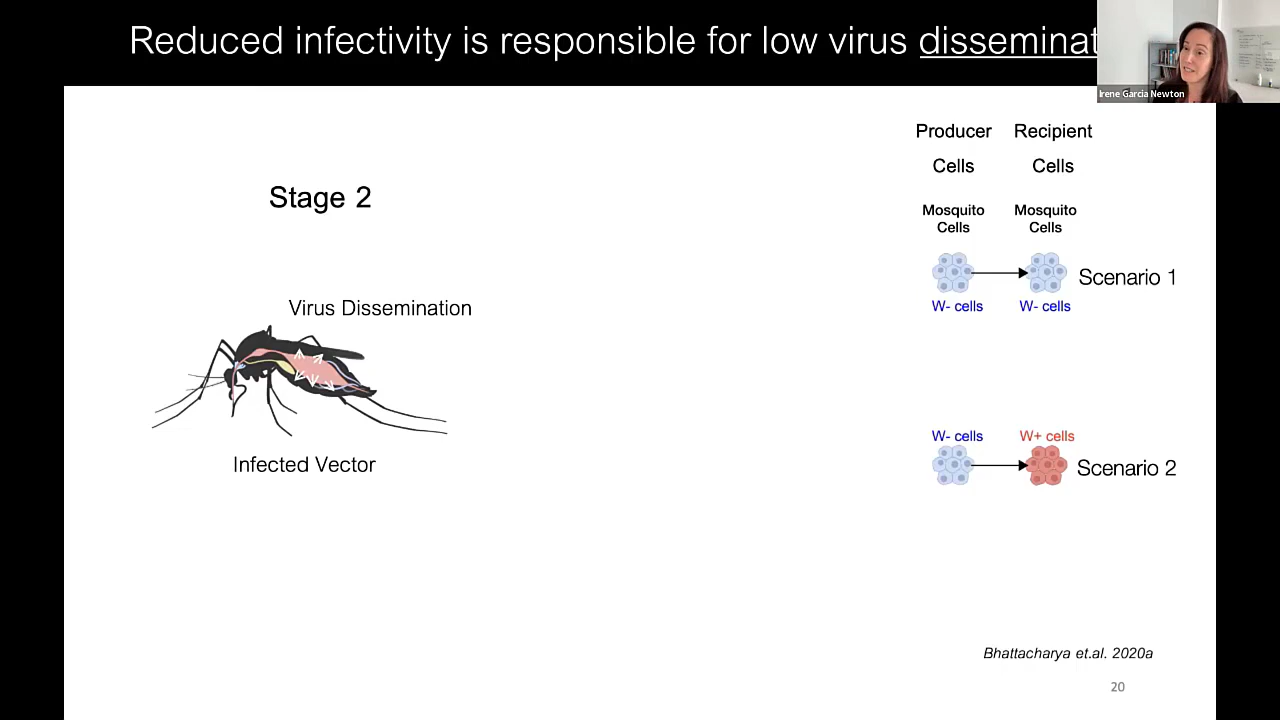 Reduced infectivity is responsible for low virus disseminat
Irene Garcia Newton
Stage 2
Virus Dissemination
Infected Vector
Producer Recipient
Cells Cells
Mosquito Mosquito
Cells Cells
Scenario 1
W- cells W- cells
W- cells W+ cells
Scenario 2
Bhattacharya et.al. 2020a
20